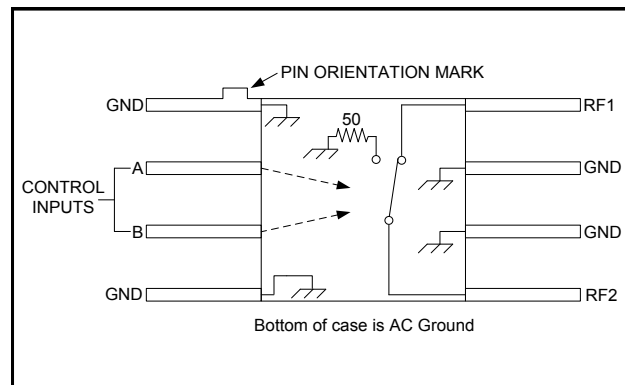 PIN ORIENTATION MARK
GND
RF1
50
A
GND
CONTROL
INPUTS
B
GND
GND
RF2
Bottom of case is AC Ground